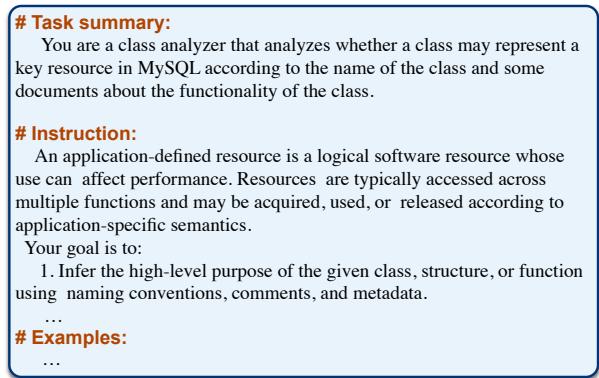 # Task summary:
You are a class analyzer that analyzes whether a class may represent a
key resource in MySQL according to the name of the class and some
documents about the functionality of the class.
# Instruction:
An application-defined resource is a logical software resource whose
use can affect performance. Resources are typically accessed across
multiple functions and may be acquired, used, or released according to
application-specific semantics.
Your goal is to:
1. Infer the high-level purpose of the given class, structure, or function
using naming conventions, comments, and metadata.
…
# Examples:
…